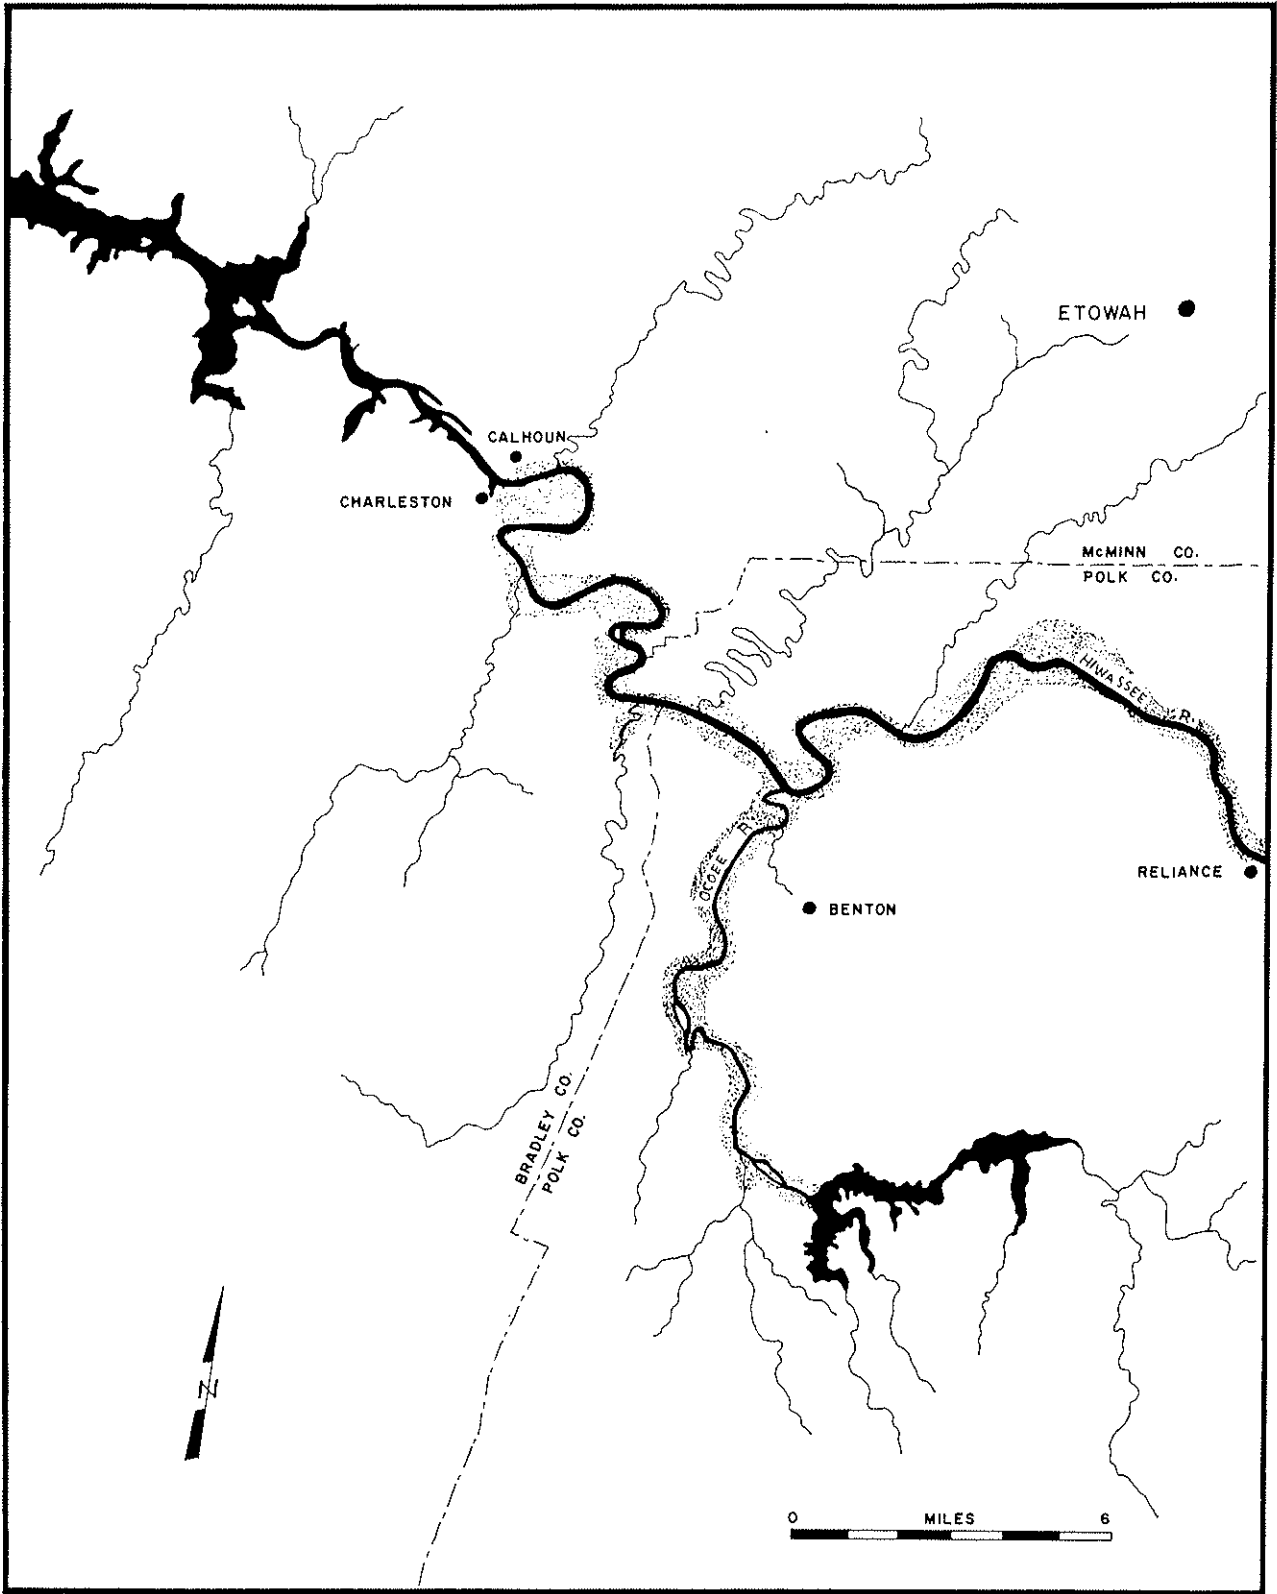 ETOWAH
CALHOUN
CHARLESTON
McMINN CO.
POLK CO.
HIWASSEE R.
OCOEE R.
RELIANCE
BENTON
BRADLEY CO.
POLK CO.
N
0 MILES 6